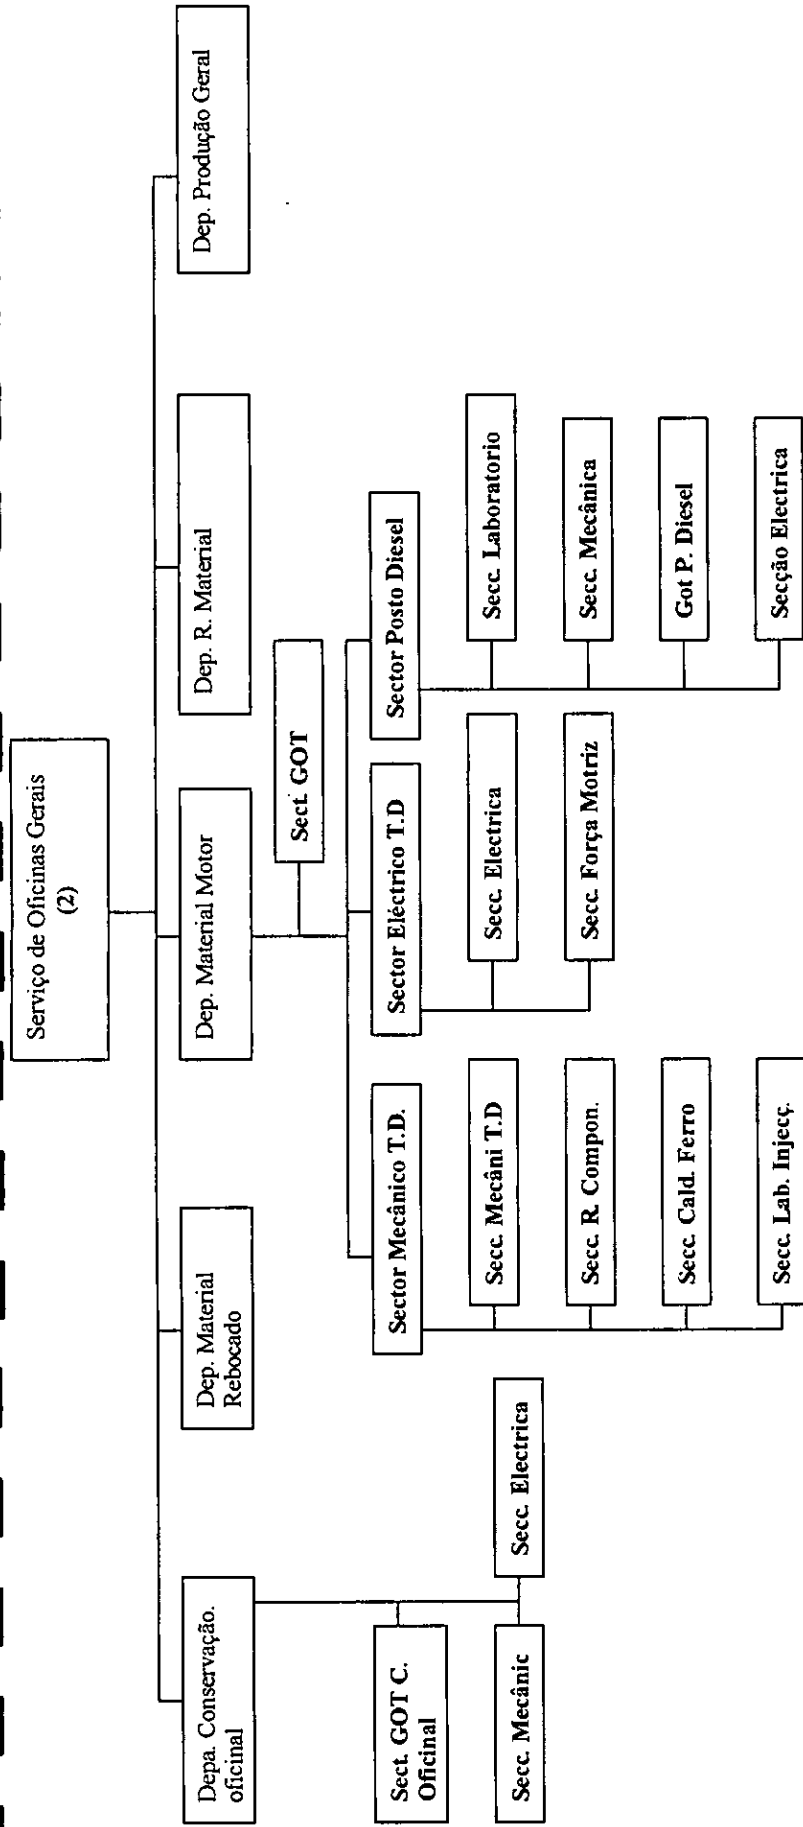 Serviço de Oficinas Gerais
(2)
Depa. Conservação.
oficinal
Dep. Material
Rebocado
Dep. Material Motor
Dep. R. Material
Dep. Produção Geral
Sect. GOT
Sect. GOT C.
Oficinal
Secc. Mecânic
Secc. Electrica
Sector Mecânico T.D.
Secc. Mecâni T.D
Secc. R. Compon.
Secc. Cald. Ferro
Secc. Lab. Injecç.
Sector Eléctrico T.D
Secc. Electrica
Secc. Força Motriz
Sector Posto Diesel
Secc. Laboratorio
Secc. Mecânica
Got P. Diesel
Secção Electrica